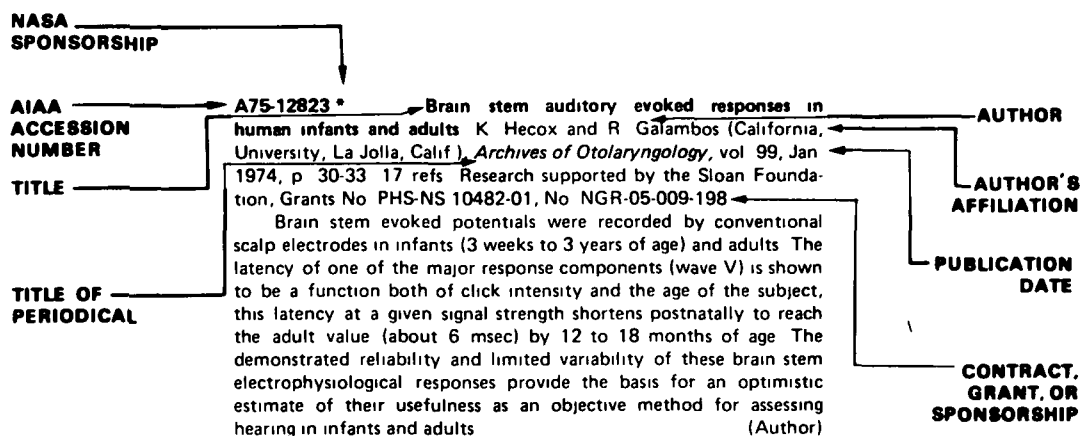 NASA
SPONSORSHIP
AIAA
ACCESSION
NUMBER
TITLE
TITLE OF
PERIODICAL
A75-12823 * Brain stem auditory evoked responses in
human infants and adults K Hecox and R Galambos (California,
University, La Jolla, Calif ), Archives of Otolaryngology, vol 99, Jan
1974, p 30-33 17 refs Research supported by the Sloan Founda-
tion, Grants No PHS-NS 10482-01, No NGR-05-009-198
Brain stem evoked potentials were recorded by conventional
scalp electrodes in infants (3 weeks to 3 years of age) and adults The
latency of one of the major response components (wave V) is shown
to be a function both of click intensity and the age of the subject,
this latency at a given signal strength shortens postnatally to reach
the adult value (about 6 msec) by 12 to 18 months of age The
demonstrated reliability and limited variability of these brain stem
electrophysiological responses provide the basis for an optimistic
estimate of their usefulness as an objective method for assessing
hearing in infants and adults (Author)
AUTHOR
AUTHOR'S
AFFILIATION
PUBLICATION
DATE
CONTRACT,
GRANT, OR
SPONSORSHIP